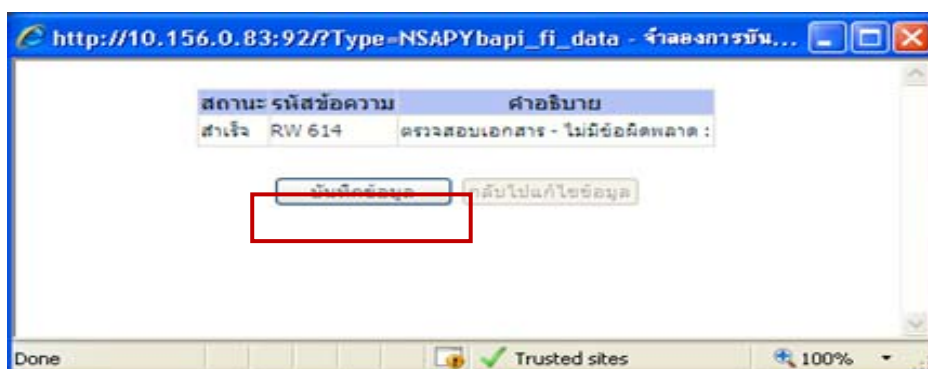 http://10.156.0.83:92/?Type=NSAPYbapi_fi_data - จำลองการบัน...
สถานะ รหัสข้อความ คำอธิบาย
สำเร็จ RW 614 ตรวจสอบเอกสาร - ไม่มีข้อผิดพลาด :
บันทึกข้อมูล กลับไปแก้ไขข้อมูล
Done Trusted sites 100%